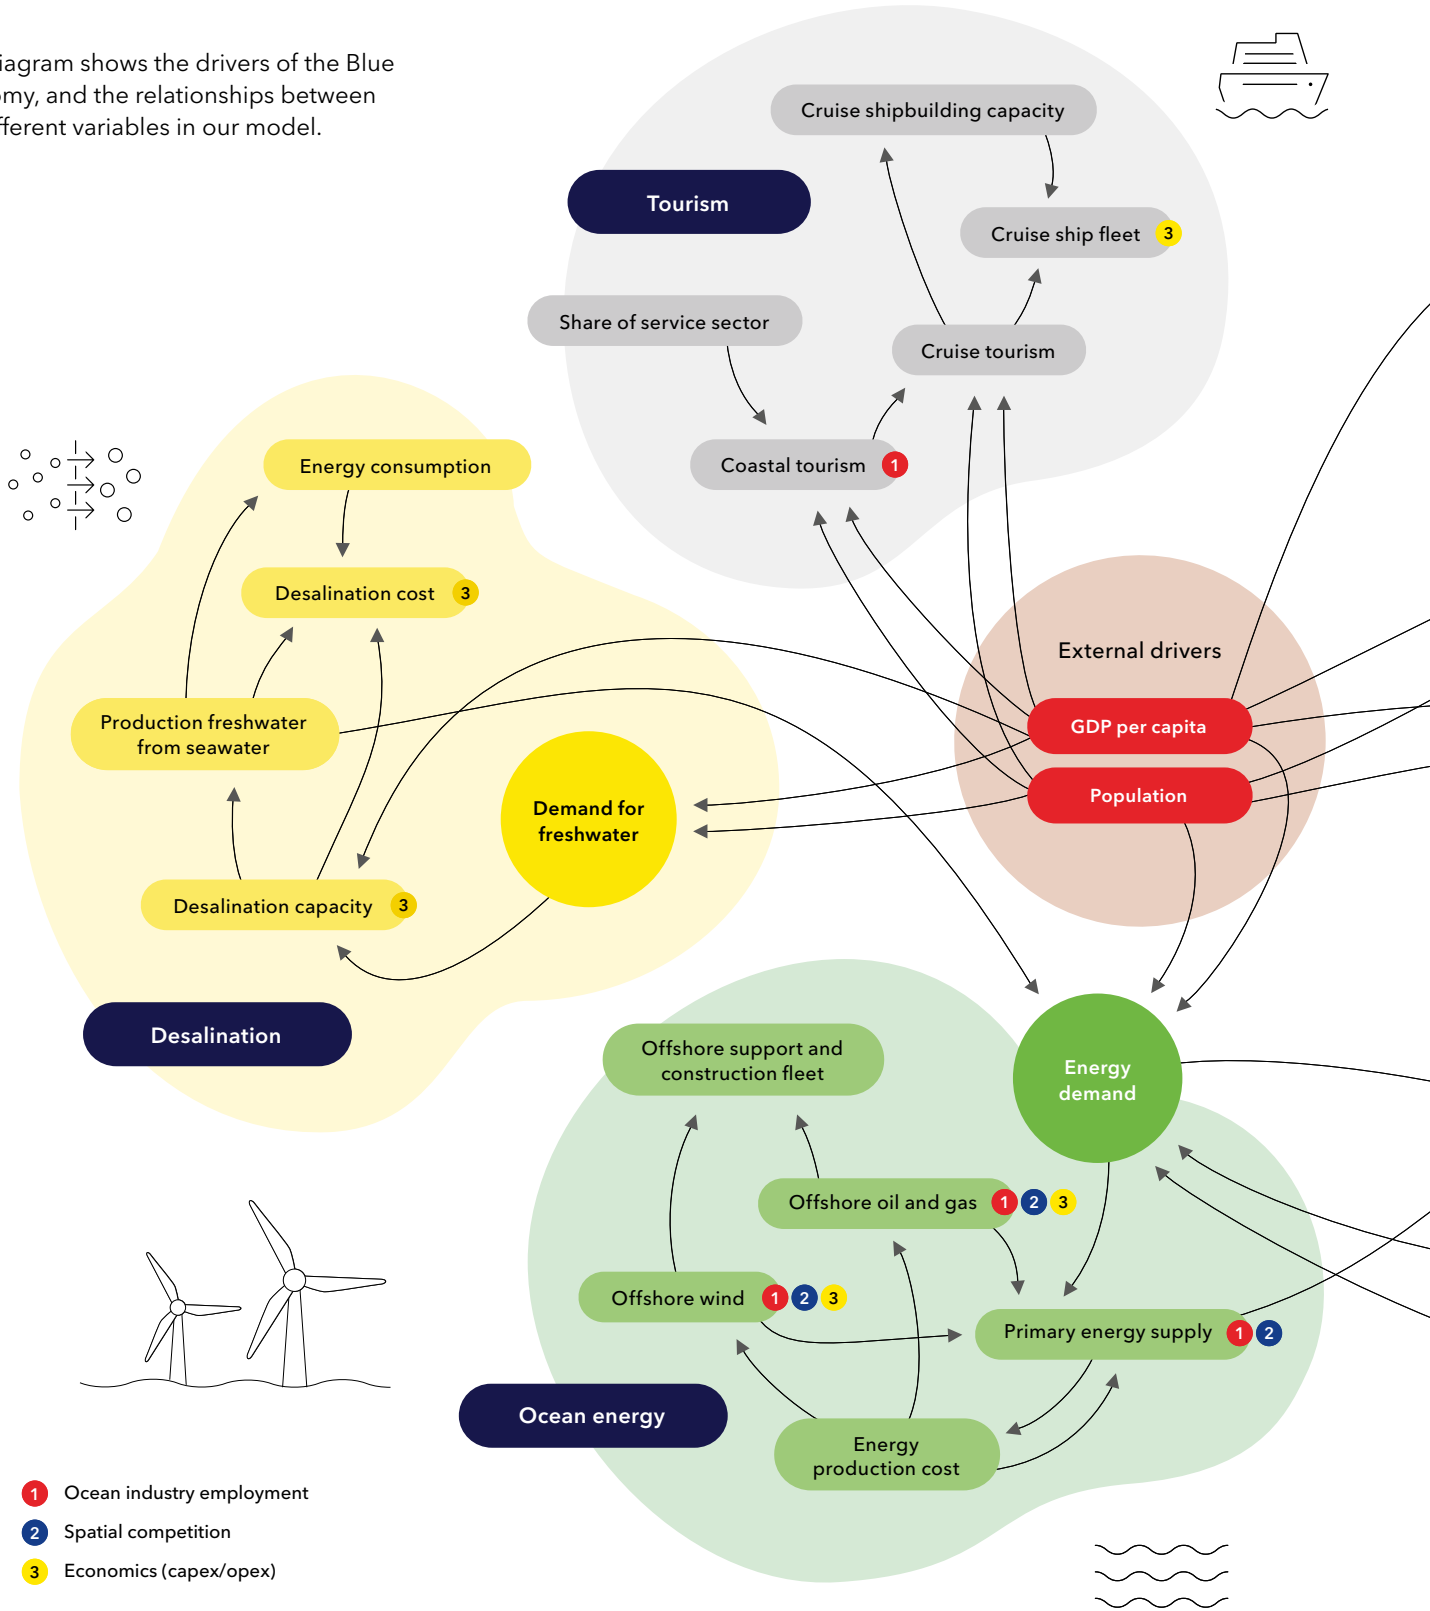 diagram shows the drivers of the Blue
omy, and the relationships between
fferent variables in our model.
Cruise shipbuilding capacity
Tourism
Cruise ship fleet 3
Share of service sector
Cruise tourism
Coastal tourism 1
Energy consumption
Desalination cost 3
External drivers
Production freshwater
from seawater
GDP per capita
Population
Demand for
freshwater
Desalination capacity 3
Desalination
Offshore support and
construction fleet
Energy
demand
Offshore oil and gas 1 2 3
Offshore wind 1 2 3
Primary energy supply 1 2
Ocean energy
Energy
production cost
1 Ocean industry employment
2 Spatial competition
3 Economics (capex/opex)